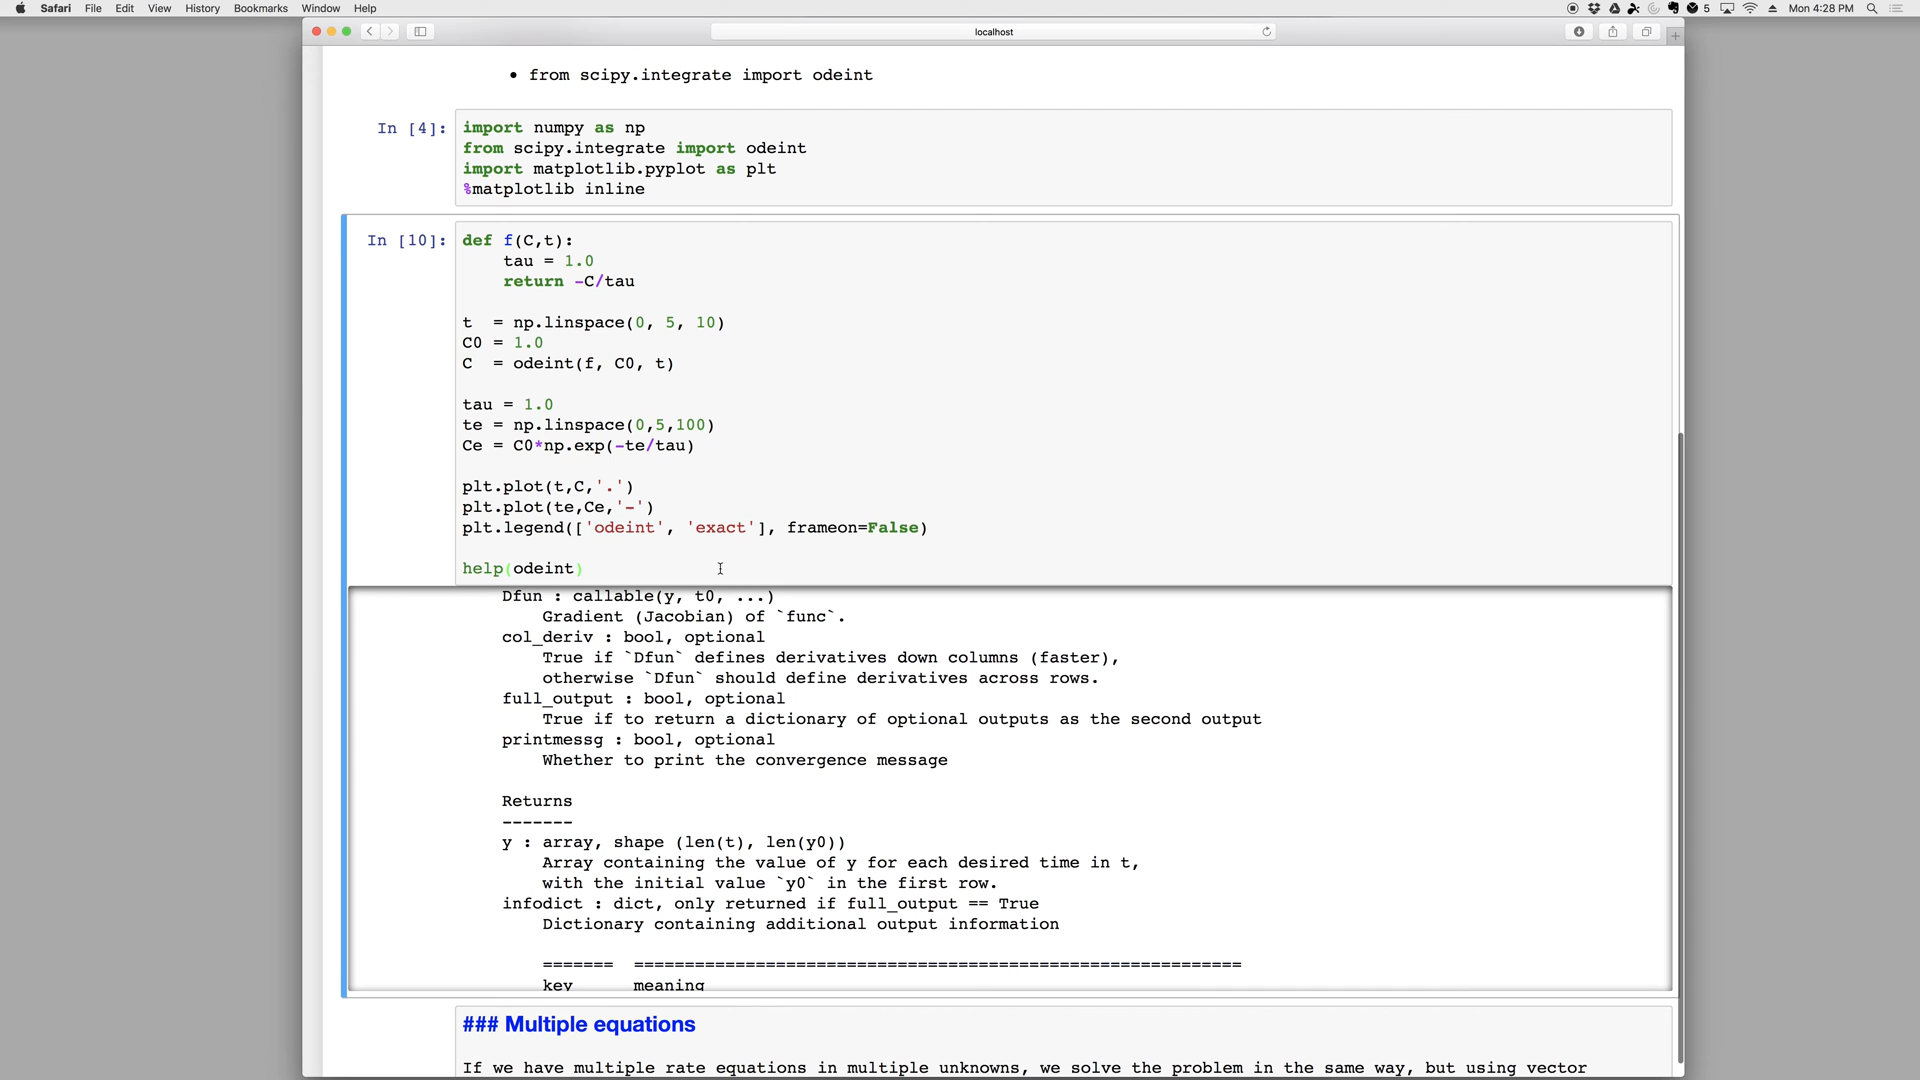 Safari File Edit View History Bookmarks Window Help 5 Mon 4:28 PM
localhost
• from scipy.integrate import odeint
In [4]: import numpy as np
from scipy.integrate import odeint
import matplotlib.pyplot as plt
%matplotlib inline
In [10]: def f(C,t):
tau = 1.0
return -C/tau
t = np.linspace(0, 5, 10)
C0 = 1.0
C = odeint(f, C0, t)
tau = 1.0
te = np.linspace(0,5,100)
Ce = C0*np.exp(-te/tau)
plt.plot(t,C,'.')
plt.plot(te,Ce,'-')
plt.legend(['odeint', 'exact'], frameon=False)
help(odeint)
Dfun : callable(y, t0, ...)
Gradient (Jacobian) of `func`.
col_deriv : bool, optional
True if `Dfun` defines derivatives down columns (faster),
otherwise `Dfun` should define derivatives across rows.
full_output : bool, optional
True if to return a dictionary of optional outputs as the second output
printmessg : bool, optional
Whether to print the convergence message
Returns
-------
y : array, shape (len(t), len(y0))
Array containing the value of y for each desired time in t,
with the initial value `y0` in the first row.
infodict : dict, only returned if full_output == True
Dictionary containing additional output information
======= ============================================================
key meaning
### Multiple equations
If we have multiple rate equations in multiple unknowns, we solve the problem in the same way, but using vector